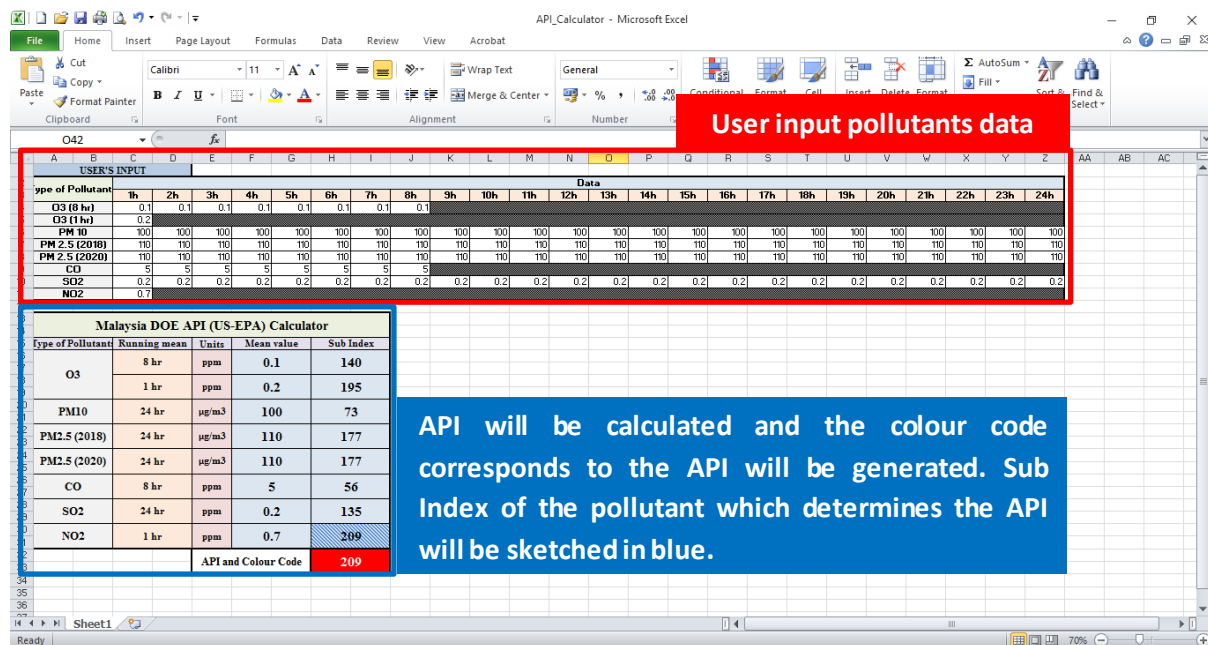 API_Calculator - Microsoft Excel
File Home Insert Page Layout Formulas Data Review View Acrobat
Cut
Copy
Format Painter
Paste
Clipboard
Calibri 11
B I U
Font
Wrap Text
Merge & Center
Alignment
General
Number
Insert Delete Format
Σ AutoSum
Fill
Sort & Find &
Select
User input pollutants data
O42 fx
A B C D E F G H I J K L M N O P Q R S T U V W X Y Z AA AB AC
USER'S INPUT
ype of Pollutant Data
1h 2h 3h 4h 5h 6h 7h 8h 9h 10h 11h 12h 13h 14h 15h 16h 17h 18h 19h 20h 21h 22h 23h 24h
O3 (8 hr) 0.1 0.1 0.1 0.1 0.1 0.1 0.1 0.1
O3 (1 hr) 0.2
PM 10 100 100 100 100 100 100 100 100 100 100 100 100 100 100 100 100 100 100 100 100 100 100 100 100
PM 2.5 (2018) 110 110 110 110 110 110 110 110 110 110 110 110 110 110 110 110 110 110 110 110 110 110 110 110
PM 2.5 (2020) 110 110 110 110 110 110 110 110 110 110 110 110 110 110 110 110 110 110 110 110 110 110 110 110
CO 5 5 5 5 5 5 5 5
SO2 0.2 0.2 0.2 0.2 0.2 0.2 0.2 0.2 0.2 0.2 0.2 0.2 0.2 0.2 0.2 0.2 0.2 0.2 0.2 0.2 0.2 0.2 0.2 0.2
NO2 0.7
Malaysia DOE API (US-EPA) Calculator
Type of Pollutants Running mean Units Mean value Sub Index
O3 8 hr ppm 0.1 140
1 hr ppm 0.2 195
PM10 24 hr µg/m3 100 73
PM2.5 (2018) 24 hr µg/m3 110 177
PM2.5 (2020) 24 hr µg/m3 110 177
CO 8 hr ppm 5 56
SO2 24 hr ppm 0.2 135
NO2 1 hr ppm 0.7 209
API and Colour Code 209
API will be calculated and the colour code
corresponds to the API will be generated. Sub
Index of the pollutant which determines the API
will be sketched in blue.
34
35
36
Sheet1
Ready 70%